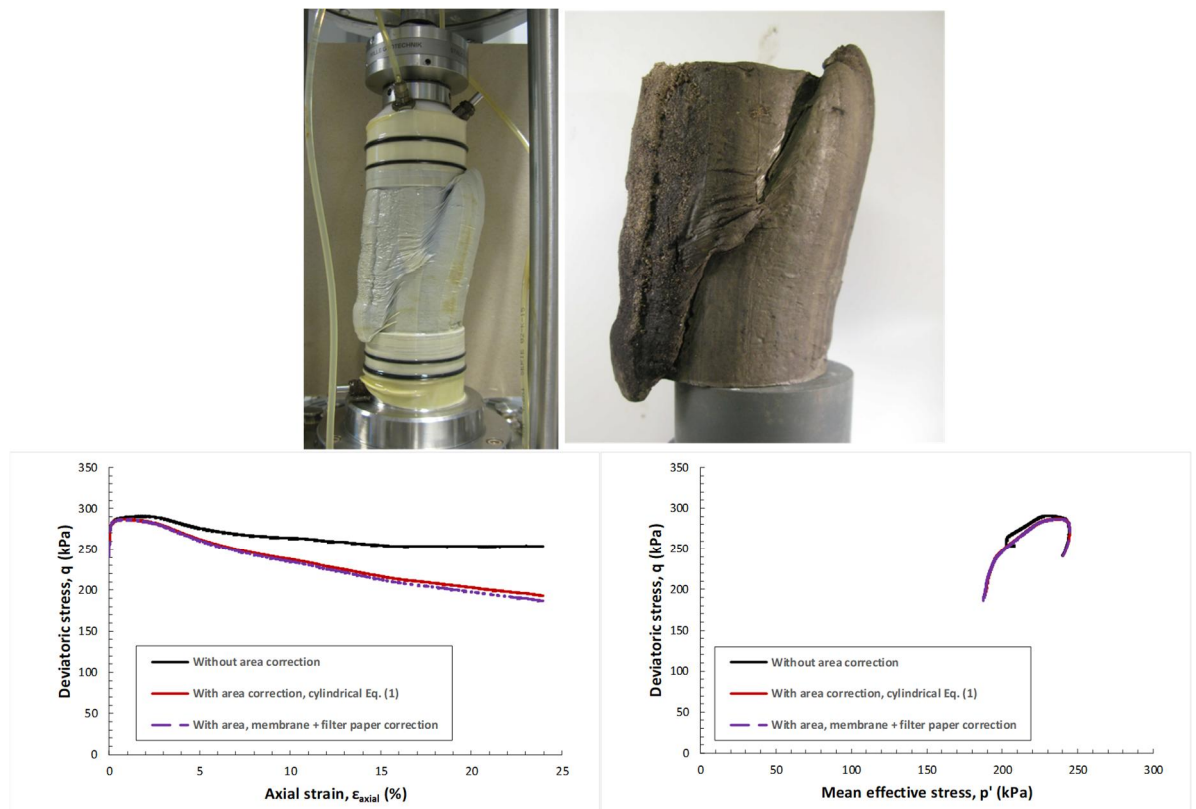 TECHNIK
350
300
250
200
150
100
50
0
Deviatoric stress, q (kPa)
Without area correction
With area correction, cylindrical Eq. (1)
With area, membrane + filter paper correction
0 5 10 15 20 25
Axial strain, εaxial (%)
350
300
250
200
150
100
50
0
Deviatoric stress, q (kPa)
Without area correction
With area correction, cylindrical Eq. (1)
With area, membrane + filter paper correction
0 50 100 150 200 250 300
Mean effective stress, p' (kPa)